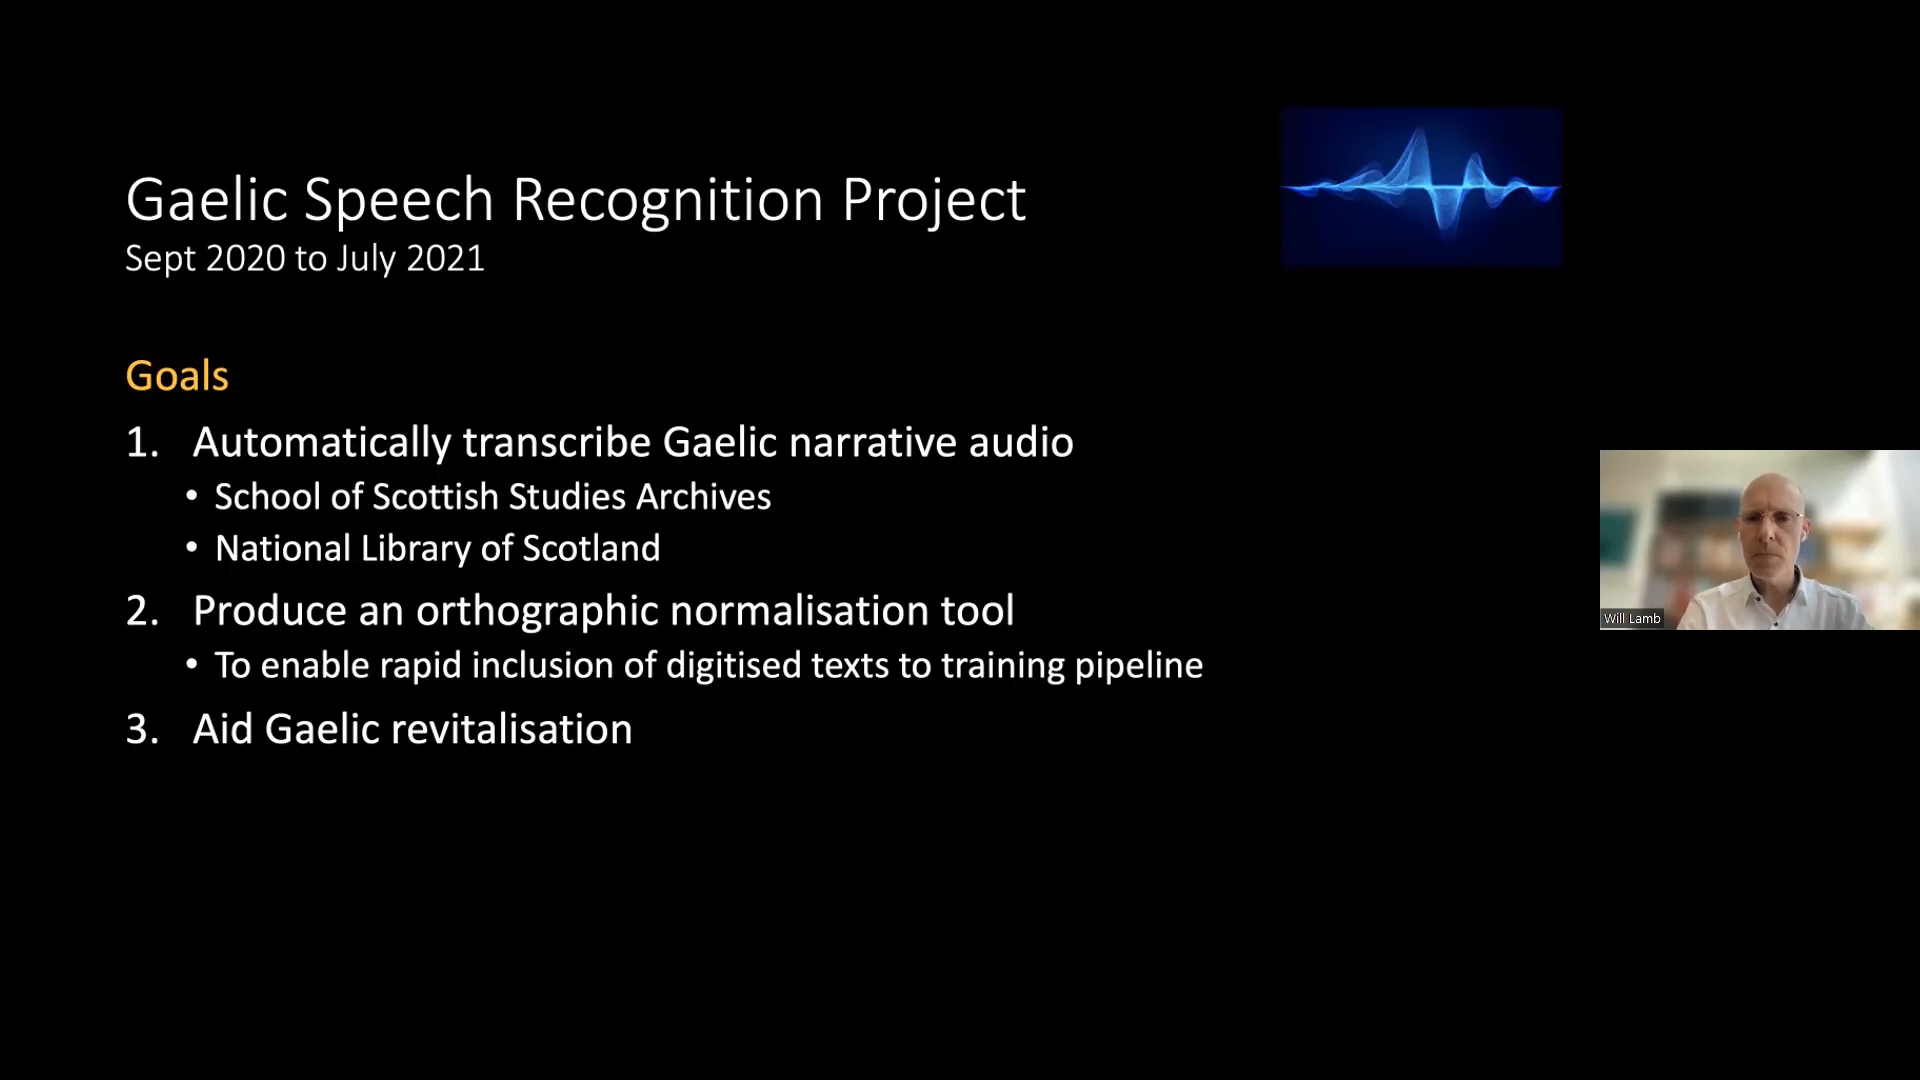 Gaelic Speech Recognition Project
Sept 2020 to July 2021
Goals
1. Automatically transcribe Gaelic narrative audio
• School of Scottish Studies Archives
• National Library of Scotland
2. Produce an orthographic normalisation tool
• To enable rapid inclusion of digitised texts to training pipeline
3. Aid Gaelic revitalisation
Will Lamb